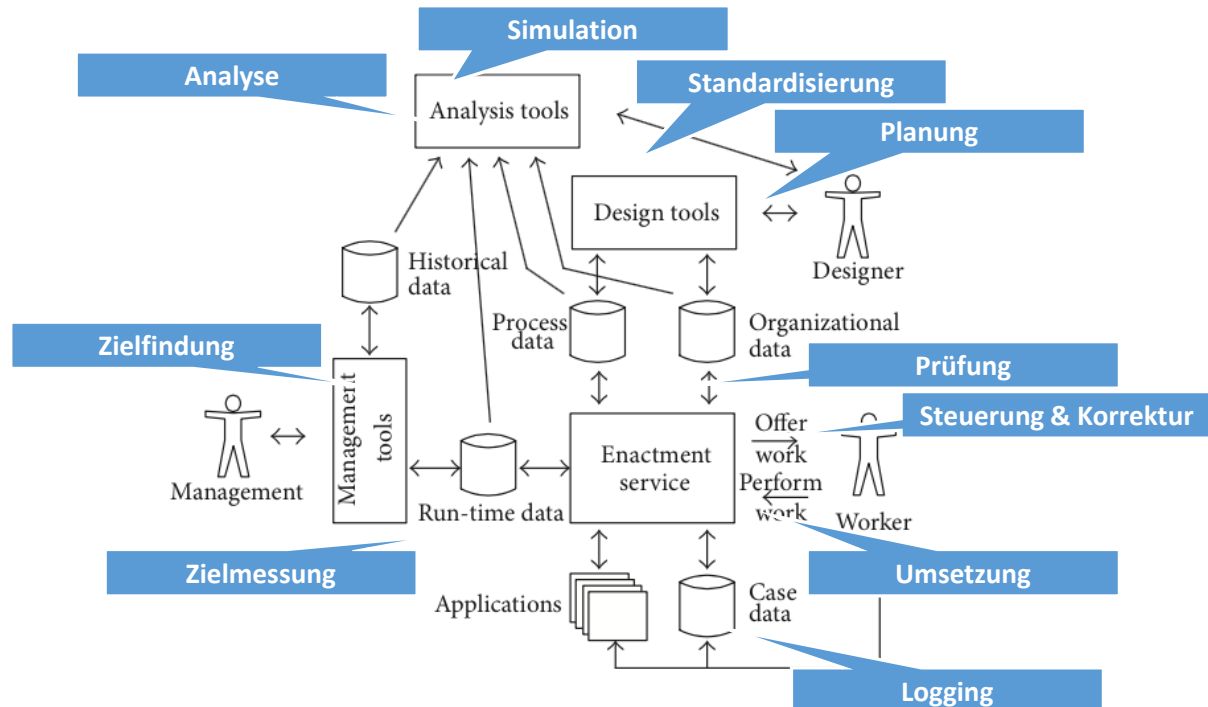 Simulation
Analyse
Standardisierung
Analysis tools
Planung
Design tools
Historical
data
Designer
Process
data
Organizational
data
Zielfindung
Prüfung
Management
tools
Steuerung & Korrektur
Offer
work
Enactment
service
Perform
work
Management
Run-time data
Worker
Zielmessung
Umsetzung
Applications
Case
data
Logging